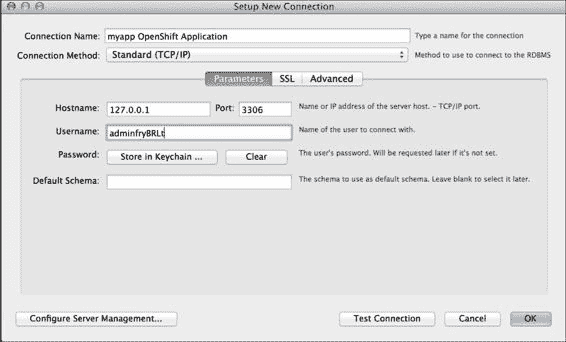 Setup New Connection
Connection Name: myapp OpenShift Application Type a name for the connection
Connection Method: Standard (TCP/IP) Method to use to connect to the RDBMS
Parameters SSL Advanced
Hostname: 127.0.0.1 Port: 3306 Name or IP address of the server host. - TCP/IP port.
Username: adminfryBRLt Name of the user to connect with.
Password: Store in Keychain ... Clear The user's password. Will be requested later if it's not set.
Default Schema: The schema to use as default schema. Leave blank to select it later.
Configure Server Management... Test Connection Cancel OK